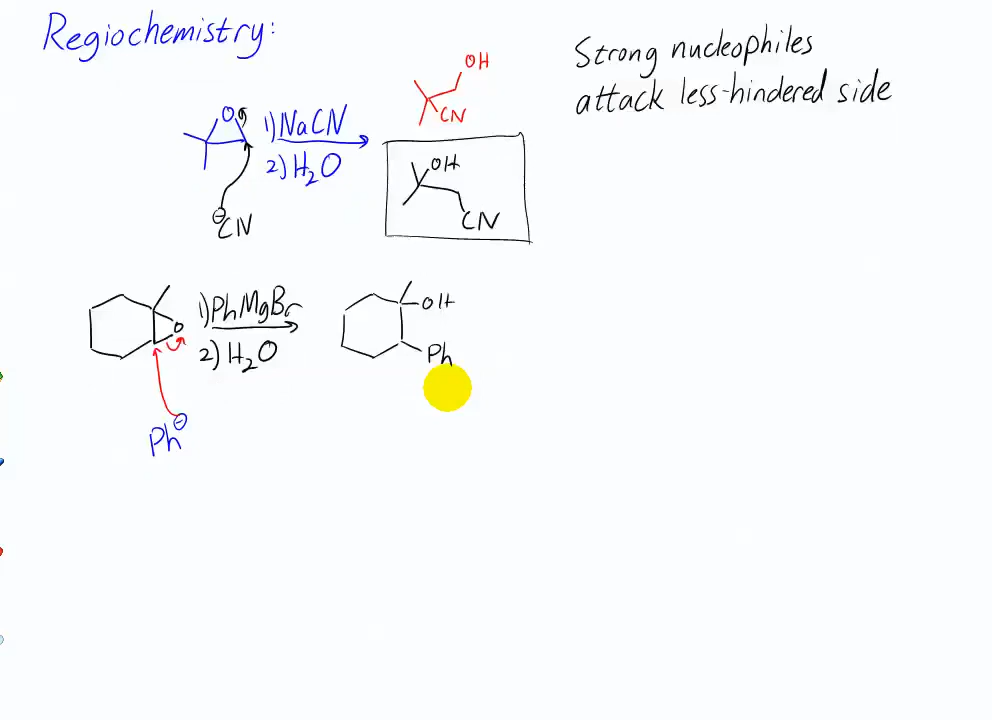 Regiochemistry:
Strong nucleophiles
attack less-hindered side
OH
CN
O
1) NaCN
2) H₂O
⊖CN
OH
CN
O
1) PhMgBr
2) H₂O
OH
Ph
Ph⊖